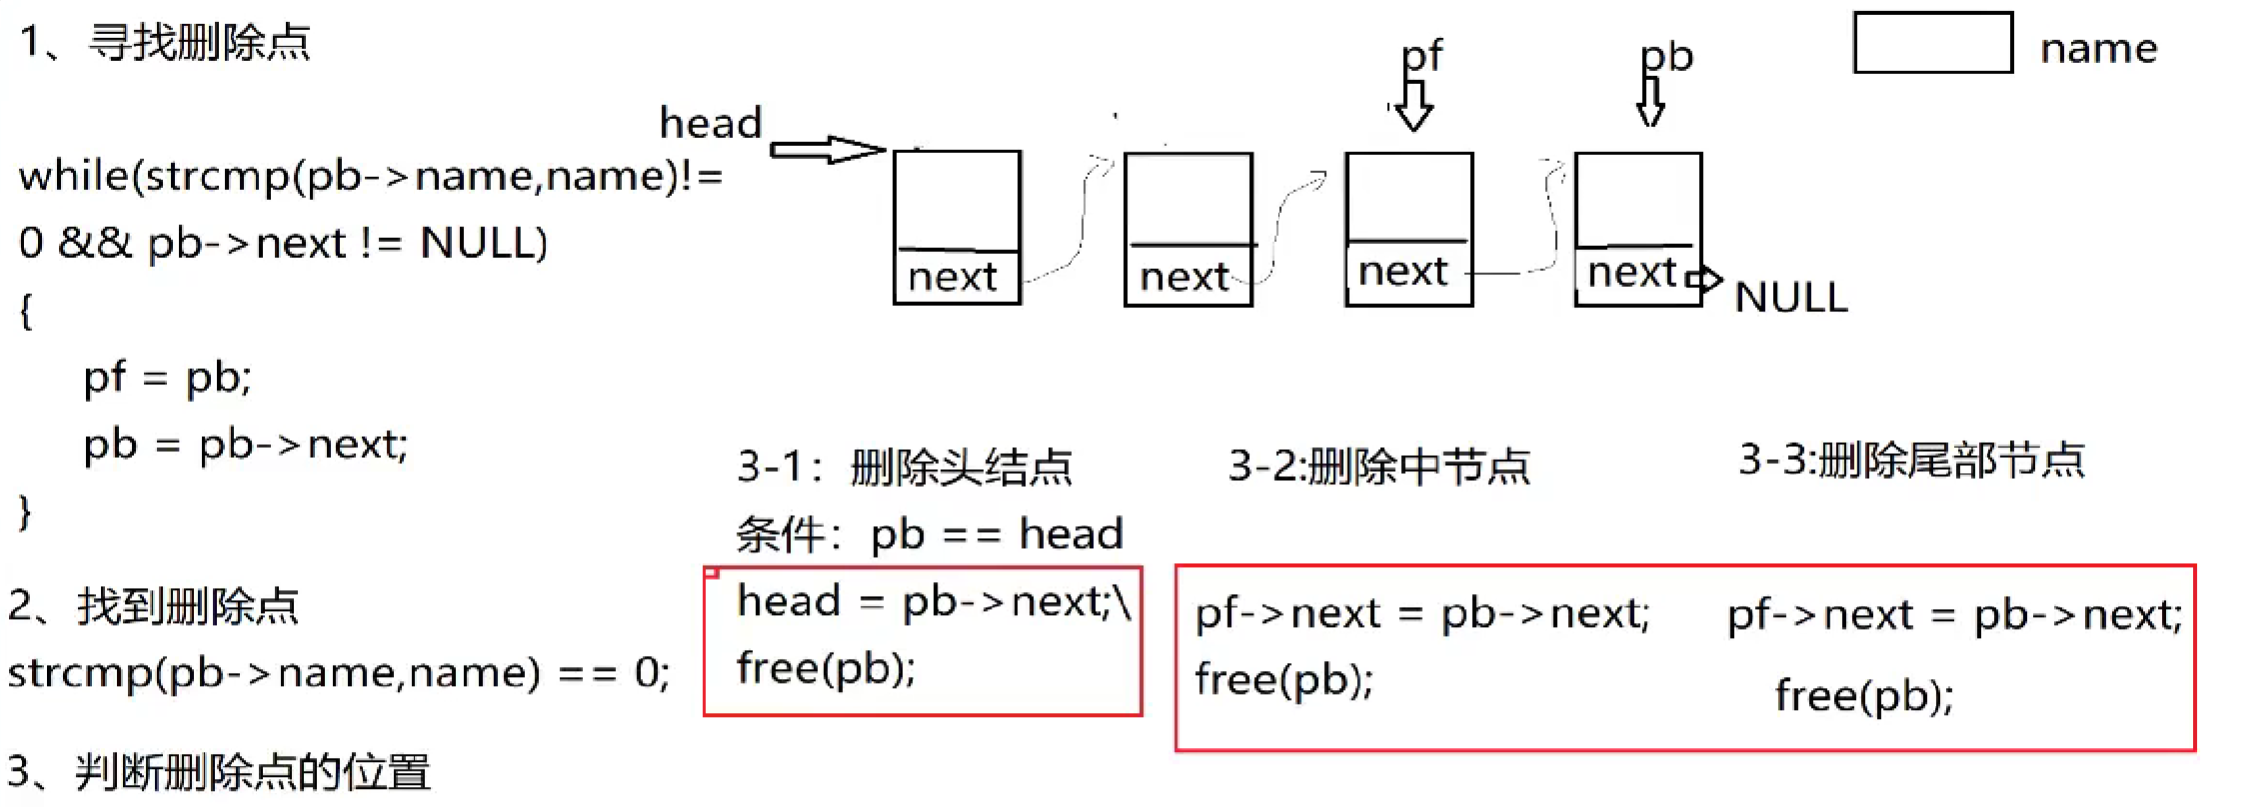 1、寻找删除点
while(strcmp(pb->name,name)!=
0 && pb->next != NULL)
{
pf = pb;
pb = pb->next;
}
2、找到删除点
strcmp(pb->name,name) == 0;
3、判断删除点的位置
head
pf
pb
name
next
next
next
next
NULL
3-1：删除头结点
条件：pb == head
head = pb->next;\
free(pb);
3-2:删除中节点
pf->next = pb->next;
free(pb);
3-3:删除尾部节点
pf->next = pb->next;
free(pb);